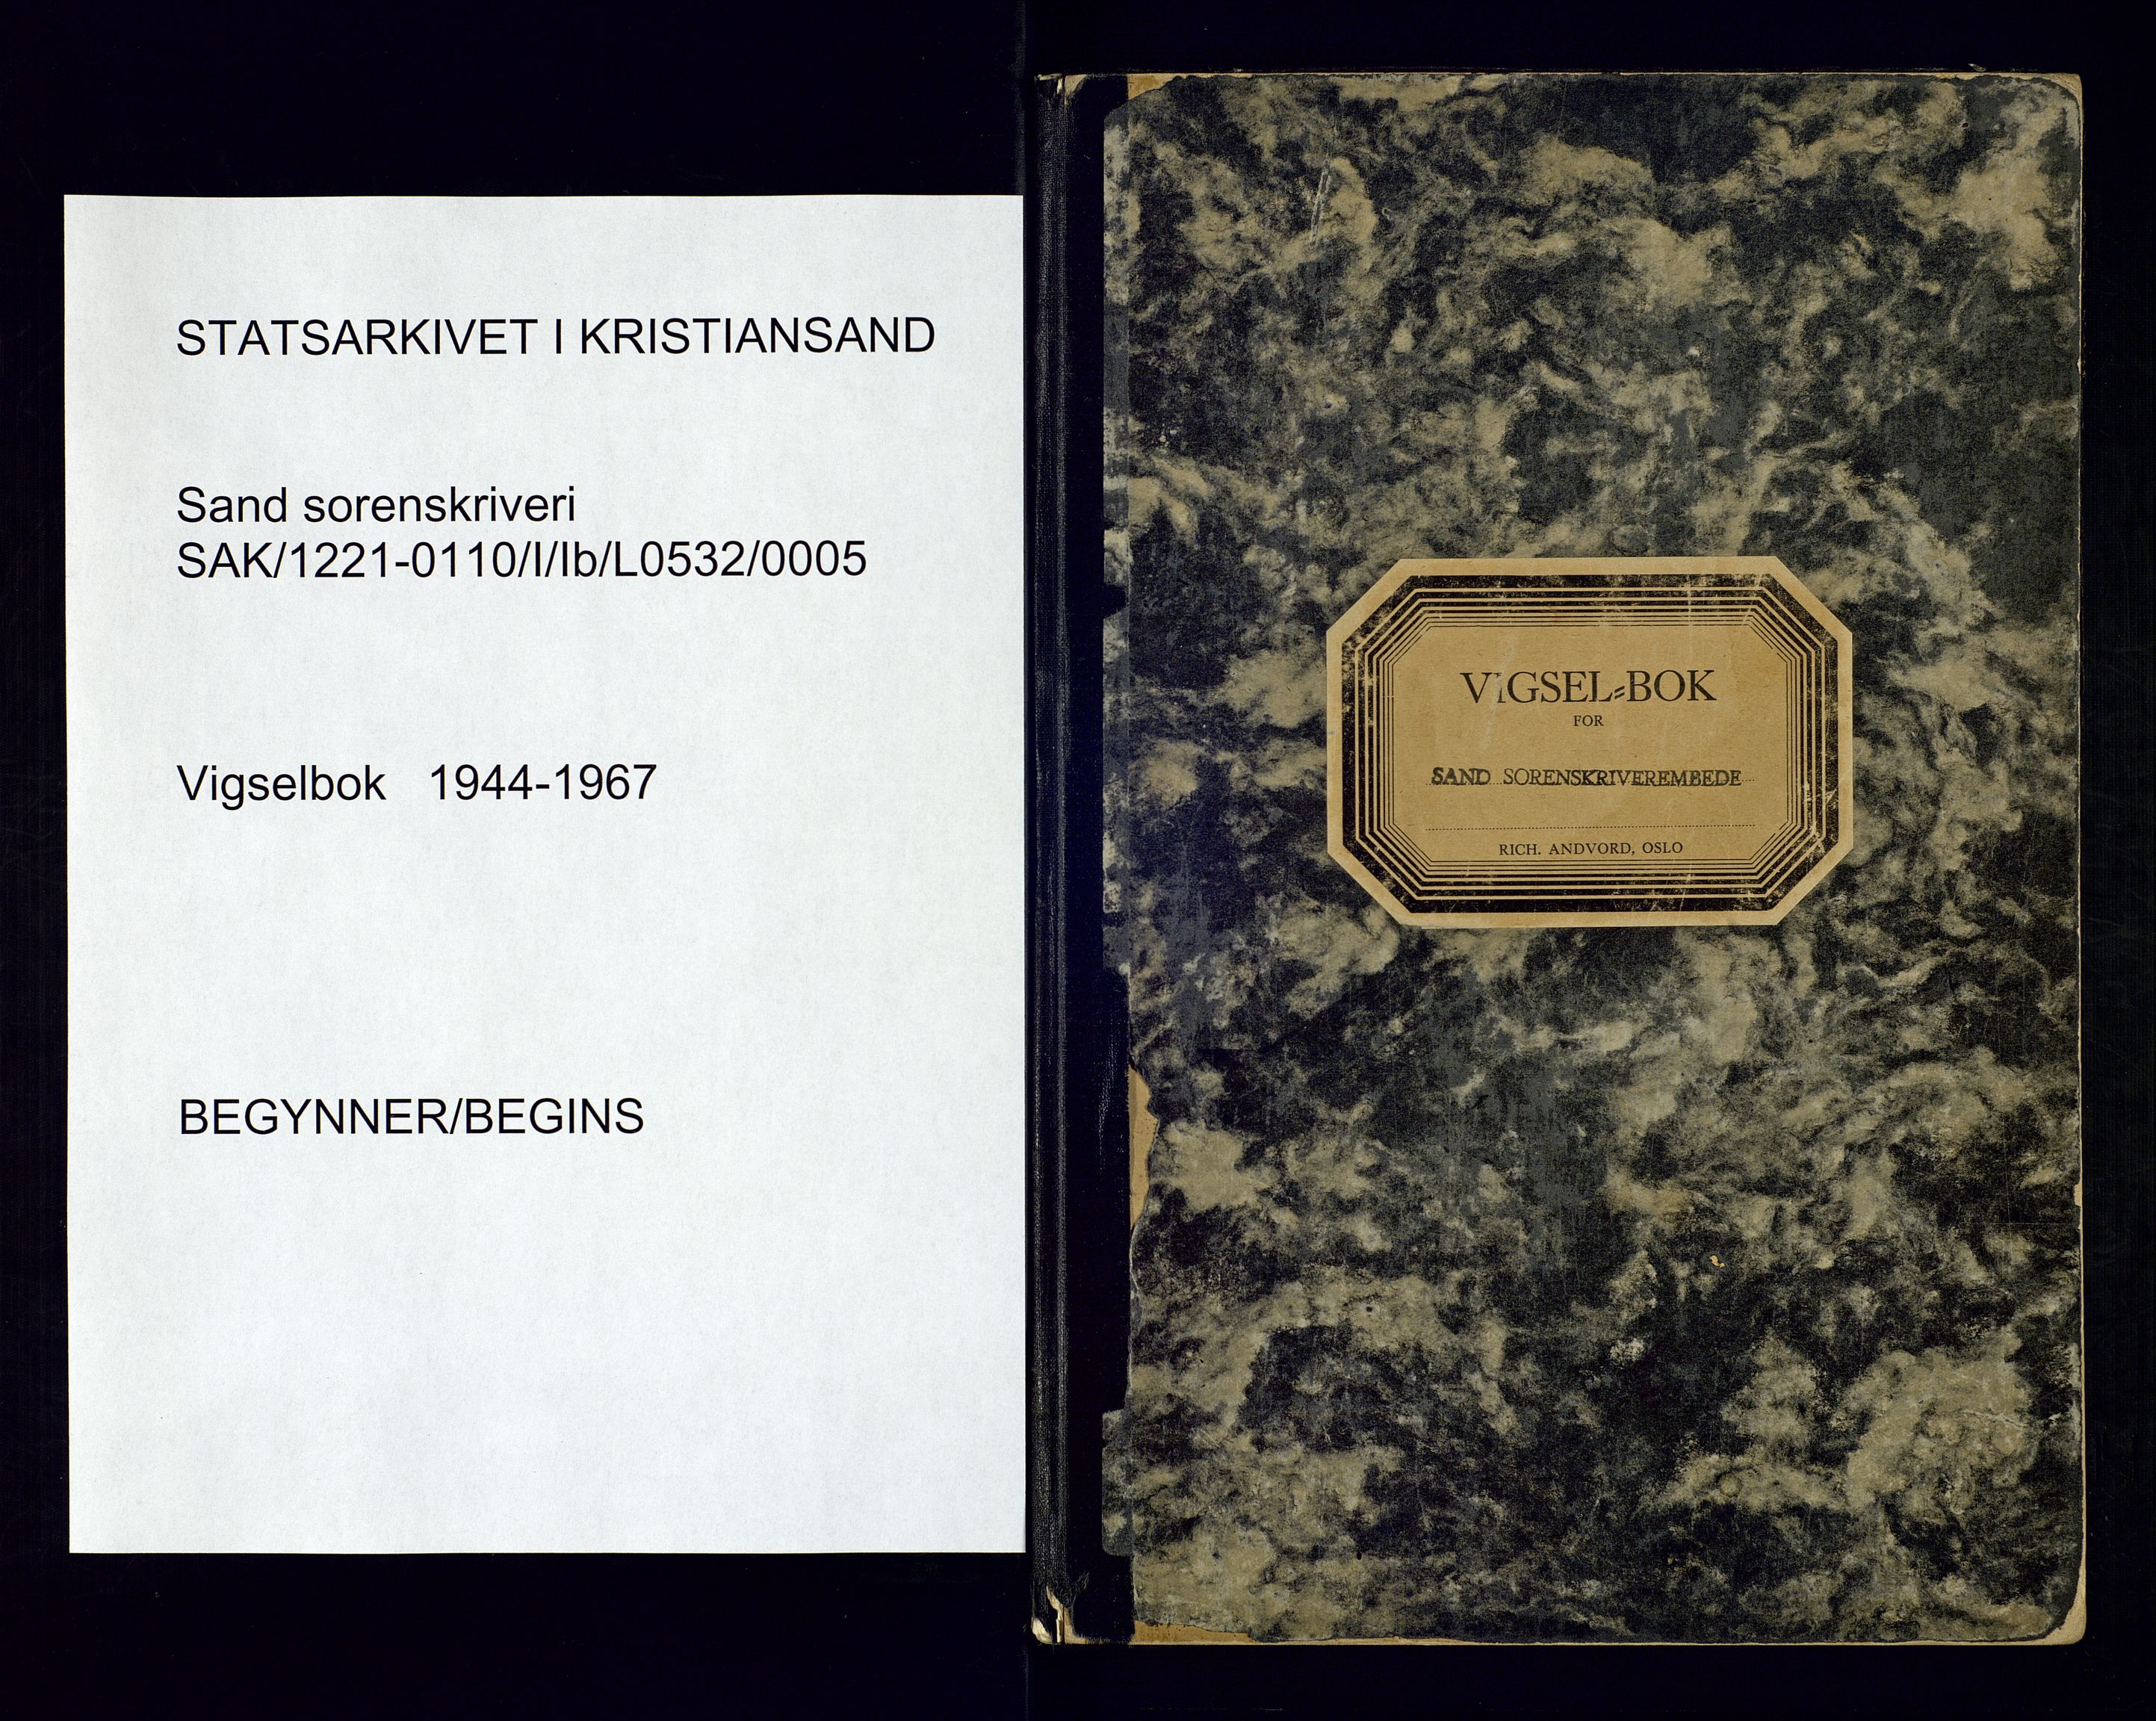 STATSARKIVET I KRISTIANSAND
Sand sorenskriveri
SAK/1221-0110/I/Ib/L0532/0005
Vigselbok 1944-1967
BEGYNNER/BEGINS
VIGSEL=BOK
FOR
SAND SORENSKRIVEREMBEDE
RICH. ANDVORD, OSLO